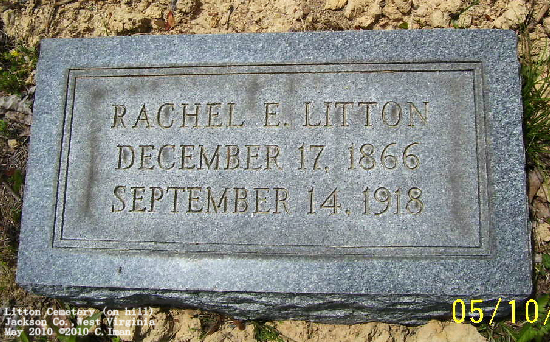 RACHEL E. LITTON
DECEMBER 17, 1866
SEPTEMBER 14, 1918
Litton Cemetery (on hill)
Jackson Co., West Virginia
May 2010 ©2010 C. Iman
05/10/